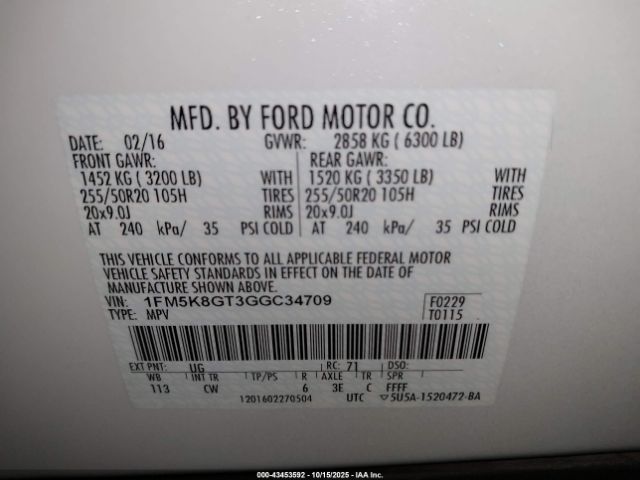 MFD. BY FORD MOTOR CO.
DATE: 02/16 GVWR: 2858 KG ( 6300 LB)
FRONT GAWR: REAR GAWR:
1452 KG ( 3200 LB) WITH 1520 KG ( 3350 LB) WITH
255/50R20 105H TIRES 255/50R20 105H TIRES
20x9.0J RIMS 20x9.0J RIMS
AT 240 kPa/ 35 PSI COLD AT 240 kPa/ 35 PSI COLD
THIS VEHICLE CONFORMS TO ALL APPLICABLE FEDERAL MOTOR
VEHICLE SAFETY STANDARDS IN EFFECT ON THE DATE OF
MANUFACTURE SHOWN ABOVE.
VIN: 1FM5K8GT3GGC34709 F0229
TYPE: MPV T0115
EXT PNT: UG RC: 71 DSO:
WB INT TR TP/PS R AXLE TR SPR
113 CW 6 3E C FFFF
1201602270504 UTC ▽5U5A-1520472-BA
000-43453592 - 10/15/2025 - IAA Inc.